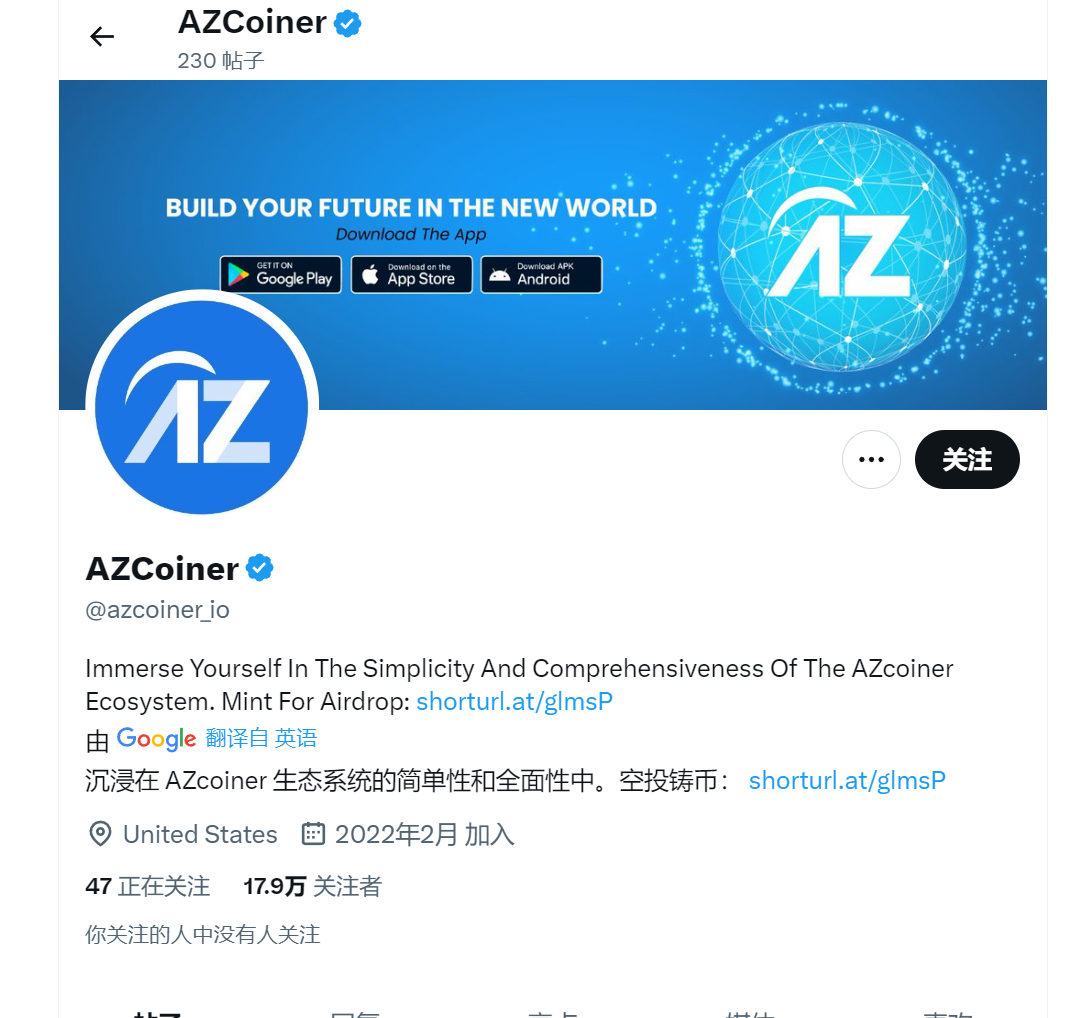 AZCoiner
230 帖子
BUILD YOUR FUTURE IN THE NEW WORLD
Download The App
GET IT ON
Google Play
Download on the
App Store
Download APK
Android
AZ
AZ
关注
AZCoiner
@azcoiner_io
Immerse Yourself In The Simplicity And Comprehensiveness Of The AZcoiner
Ecosystem. Mint For Airdrop: shorturl.at/glmsP
由 Google 翻译自 英语
沉浸在 AZcoiner 生态系统的简单性和全面性中。空投铸币： shorturl.at/glmsP
United States 2022年2月 加入
47 正在关注 17.9万 关注者
你关注的人中没有人关注